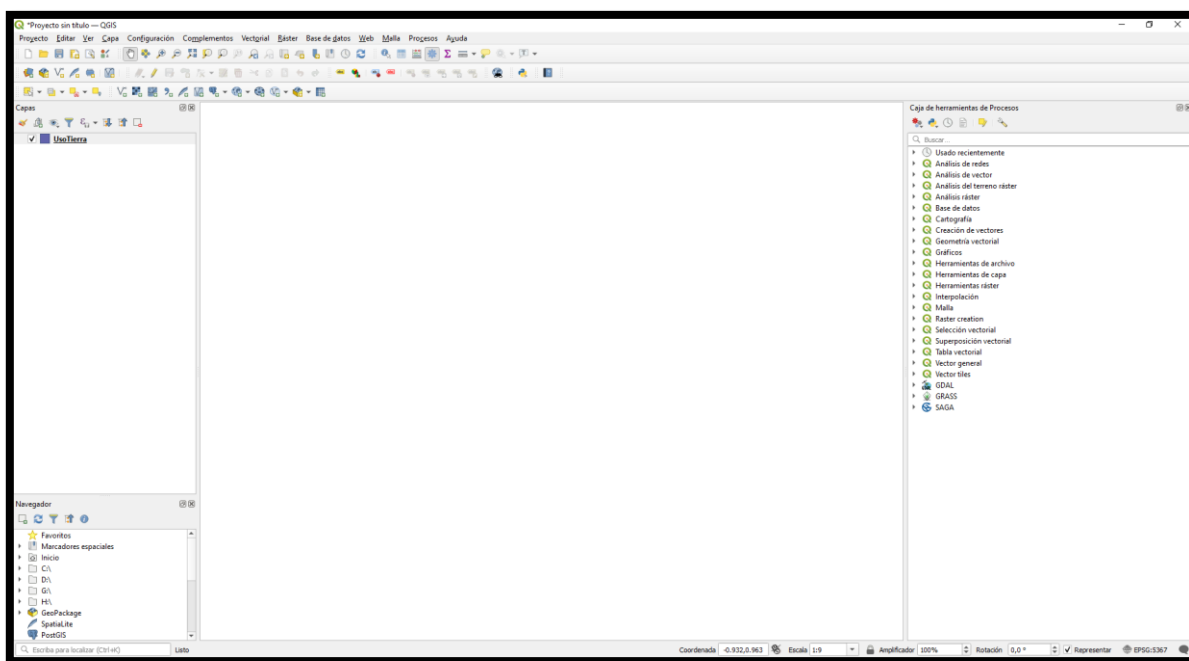 *Proyecto sin título — QGIS
Proyecto Editar Ver Capa Configuración Complementos Vectorial Ráster Base de datos Web Malla Procesos Ayuda
Capas
UsoTierra
Navegador
Favoritos
Marcadores espaciales
Inicio
C:\
D:\
G:\
H:\
GeoPackage
SpatiaLite
PostGIS
Caja de herramientas de Procesos
Buscar...
Usado recientemente
Análisis de redes
Análisis de vector
Análisis del terreno ráster
Análisis ráster
Base de datos
Cartografía
Creación de vectores
Geometría vectorial
Gráficos
Herramientas de archivo
Herramientas de capa
Herramientas ráster
Interpolación
Malla
Raster creation
Selección vectorial
Superposición vectorial
Tabla vectorial
Vector general
Vector tiles
GDAL
GRASS
SAGA
Escriba para localizar (Ctrl+K) Listo Coordenada -0.932,0.963 Escala 1:9 Amplificador 100% Rotación 0,0 ° Representar EPSG:5367